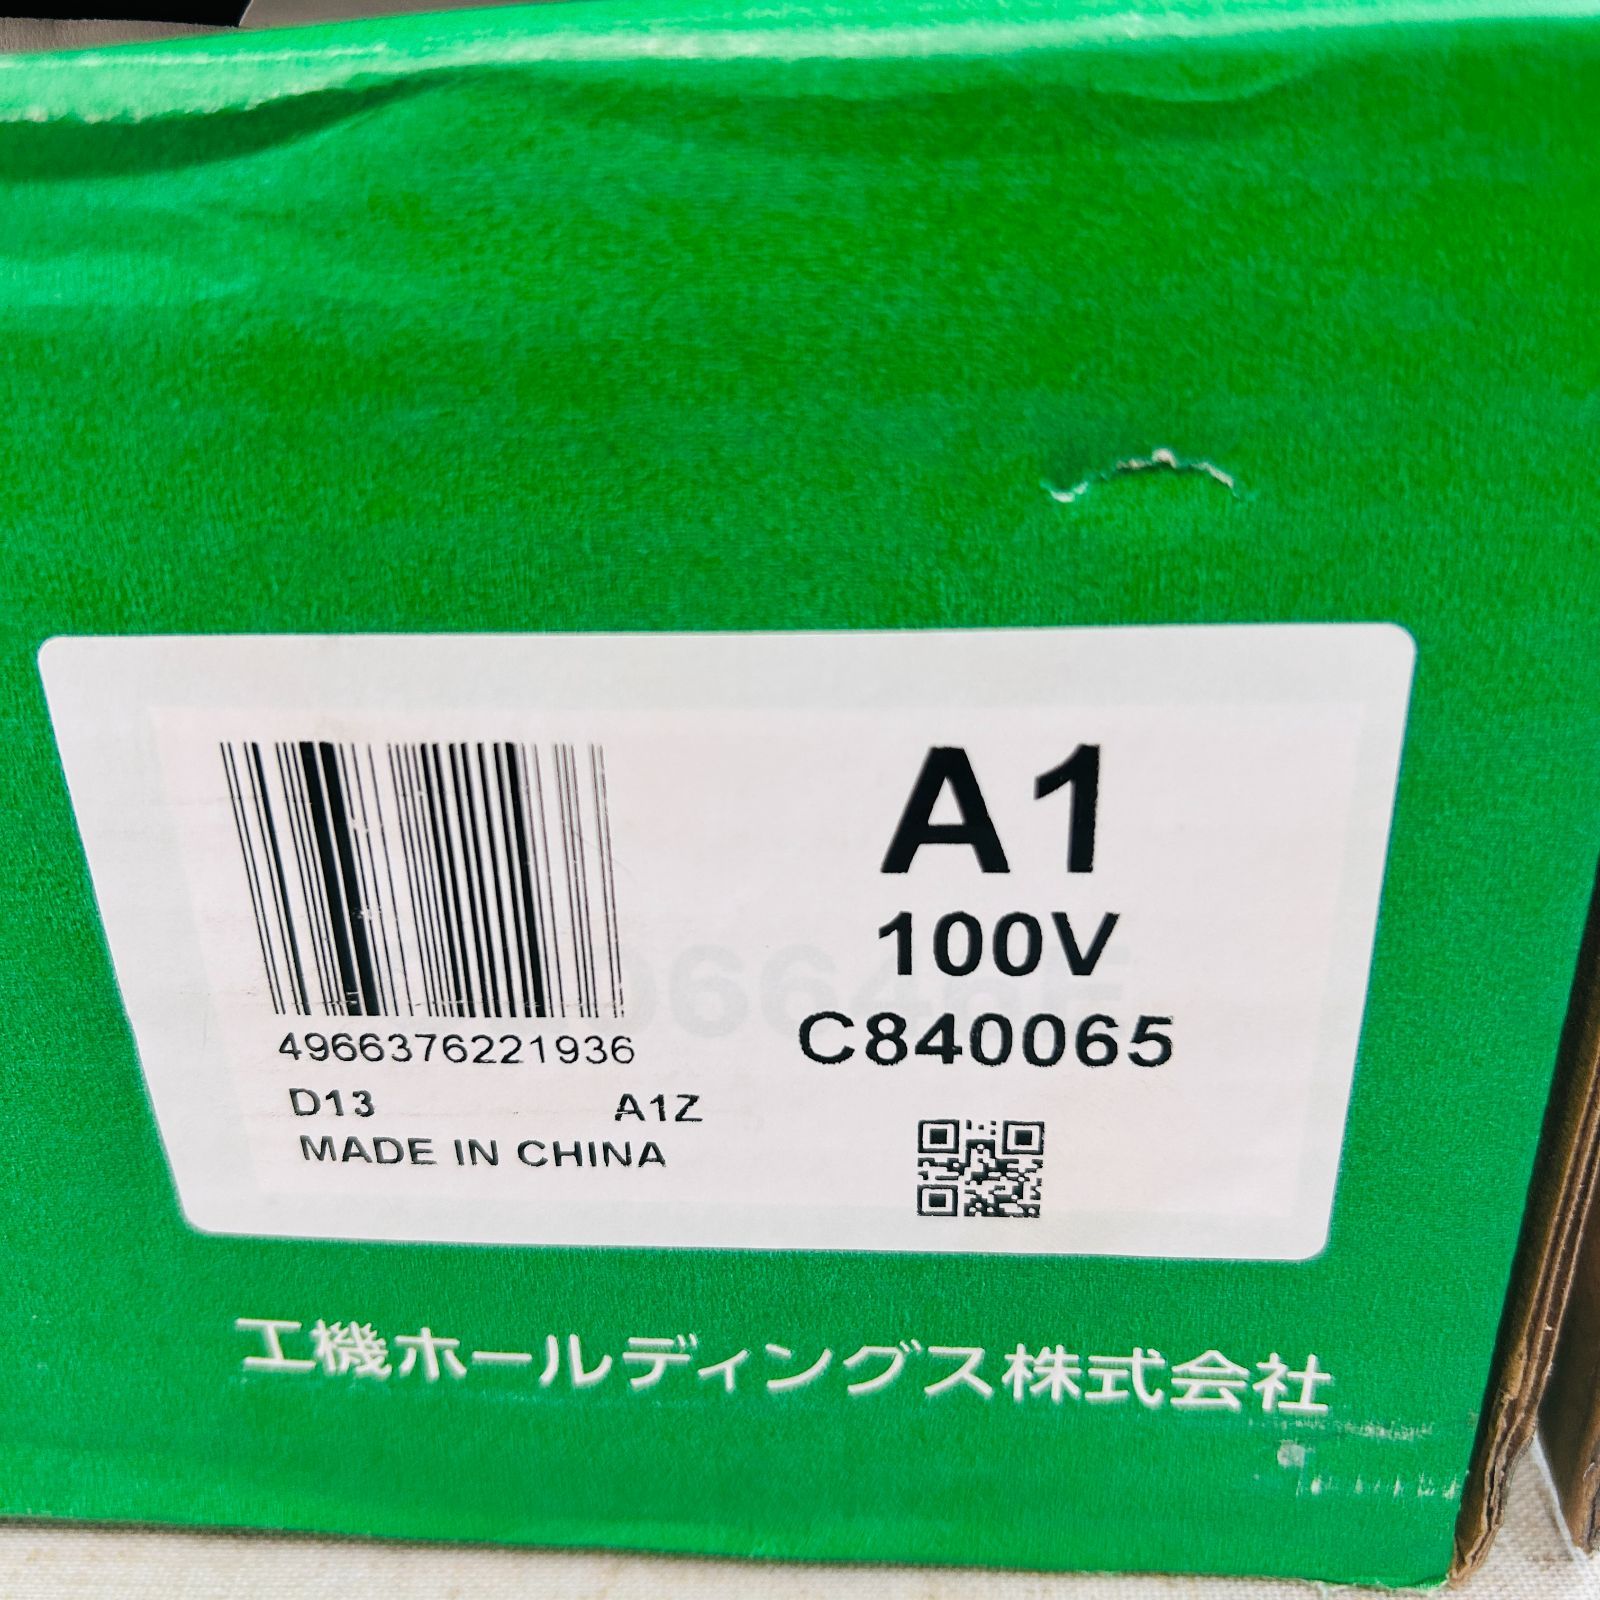 A1
100V
C840065
4966376221936
D13 A1Z
MADE IN CHINA
工機ホールディングス株式会社